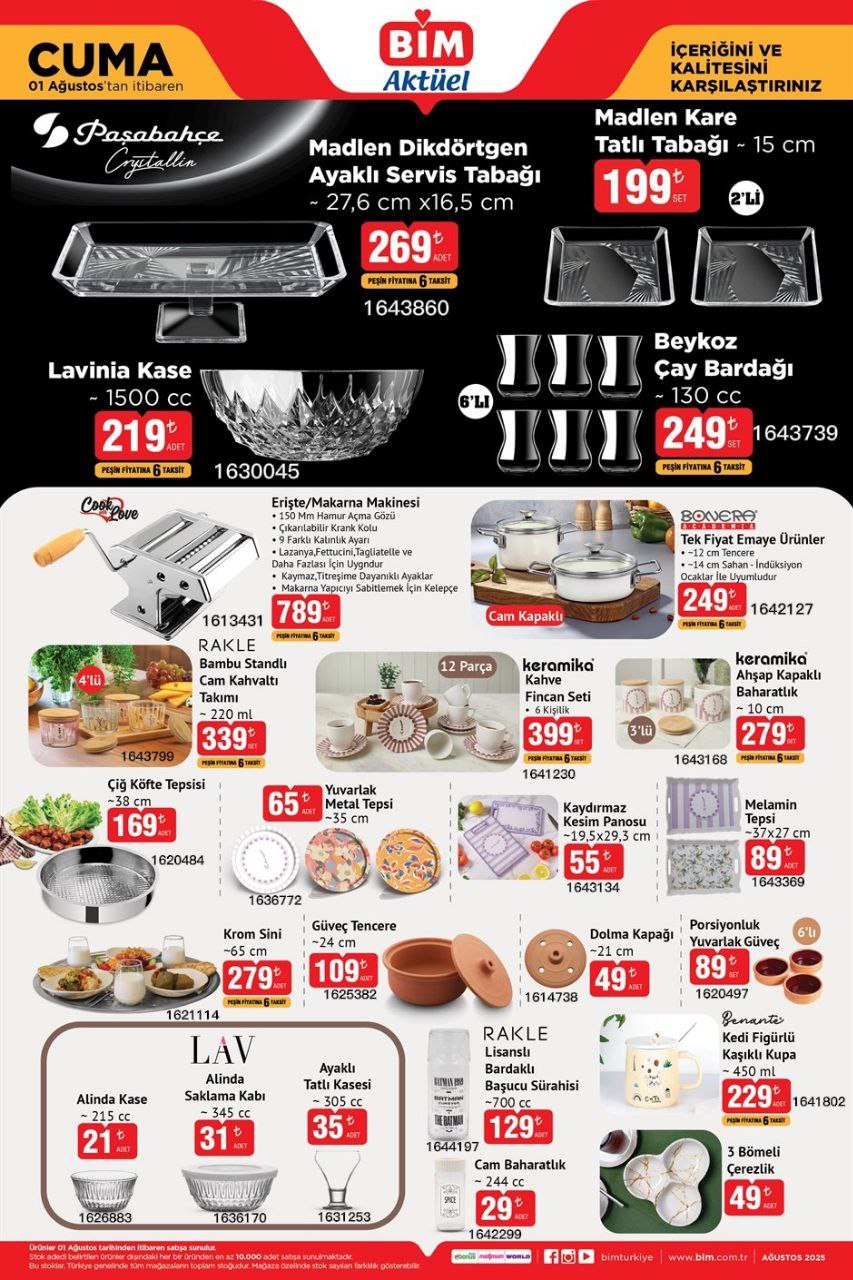 CUMA
01 Ağustos'tan itibaren
BİM
Aktüel
İÇERİĞİNİ VE
KALİTESİNİ
KARŞILAŞTIRINIZ
Paşabahçe
Crystallin
Madlen Dikdörtgen
Ayaklı Servis Tabağı
~ 27,6 cm x16,5 cm
269₺
ADET
PEŞİN FİYATINA 6 TAKSİT
1643860
Madlen Kare
Tatlı Tabağı ~ 15 cm
199₺
SET
2'Lİ
Lavinia Kase
~ 1500 cc
219₺
ADET
PEŞİN FİYATINA 6 TAKSİT
1630045
6'LI
Beykoz
Çay Bardağı
~ 130 cc
249₺
SET
PEŞİN FİYATINA 6 TAKSİT
1643739
Cook Love
Erişte/Makarna Makinesi
• 150 Mm Hamur Açma Gözü
• Çıkarılabilir Krank Kolu
• 9 Farklı Kalınlık Ayarı
• Lazanya,Fettucini,Tagliatelle ve
Daha Fazlası İçin Uygndur
• Kaymaz,Titreşime Dayanıklı Ayaklar
• Makarna Yapıcıyı Sabitlemek İçin Kelepçe
1613431
789₺
ADET
PEŞİN FİYATINA 6 TAKSİT
Cam Kapaklı
BONERA
ACADEMIA
Tek Fiyat Emaye Ürünler
• ~12 cm Tencere
• ~14 cm Sahan - İndüksiyon
Ocaklar İle Uyumludur
249₺
ADET
PEŞİN FİYATINA 6 TAKSİT
1642127
4'lü
RAKLE
Bambu Standlı
Cam Kahvaltı
Takımı
~ 220 ml
339₺
SET
PEŞİN FİYATINA 6 TAKSİT
1643799
12 Parça
keramika
Kahve
Fincan Seti
• 6 Kişilik
399₺
SET
PEŞİN FİYATINA 6 TAKSİT
1641230
3'lü
keramika
Ahşap Kapaklı
Baharatlık
~ 10 cm
279₺
SET
PEŞİN FİYATINA 6 TAKSİT
1643168
Çiğ Köfte Tepsisi
~38 cm
169₺
ADET
1620484
65₺
ADET
Yuvarlak
Metal Tepsi
~35 cm
1636772
Kaydırmaz
Kesim Panosu
~19,5x29,3 cm
55₺
ADET
1643134
Melamin
Tepsi
~37x27 cm
89₺
ADET
1643369
Krom Sini
~65 cm
279₺
ADET
PEŞİN FİYATINA 6 TAKSİT
1621114
Güveç Tencere
~24 cm
109₺
ADET
1625382
Dolma Kapağı
~21 cm
49₺
ADET
1614738
Porsiyonluk
Yuvarlak Güveç
89₺
SET
6'lı
1620497
LAV
Alinda Kase
~ 215 cc
21₺
ADET
1626883
Alinda
Saklama Kabı
~ 345 cc
31₺
ADET
1636170
Ayaklı
Tatlı Kasesi
~ 305 cc
35₺
ADET
1631253
RAKLE
Lisanslı
Bardaklı
Başucu Sürahisi
~700 cc
129₺
ADET
BATMAN 1939
BATMAN
THE BATMAN
1644197
Cam Baharatlık
~ 244 cc
29₺
ADET
SPICE
1642299
Benante
Kedi Figürlü
Kaşıklı Kupa
~ 450 ml
229₺
ADET
PEŞİN FİYATINA 6 TAKSİT
1641802
3 Bölmeli
Çerezlik
49₺
ADET
Ürünler 01 Ağustos tarihinden itibaren satışa sunulur.
Stok adedi belirtilen ürünler dışındaki her bir üründen en az 10.000 adet satışa sunulmaktadır.
Bu stoklar, Türkiye genelinde tüm mağazaların toplam stoğudur. Mağaza özelinde stok sayıları farklılık gösterebilir.
ebonus maximum WORLD
bimturkiye
www.bim.com.tr
AĞUSTOS 2025